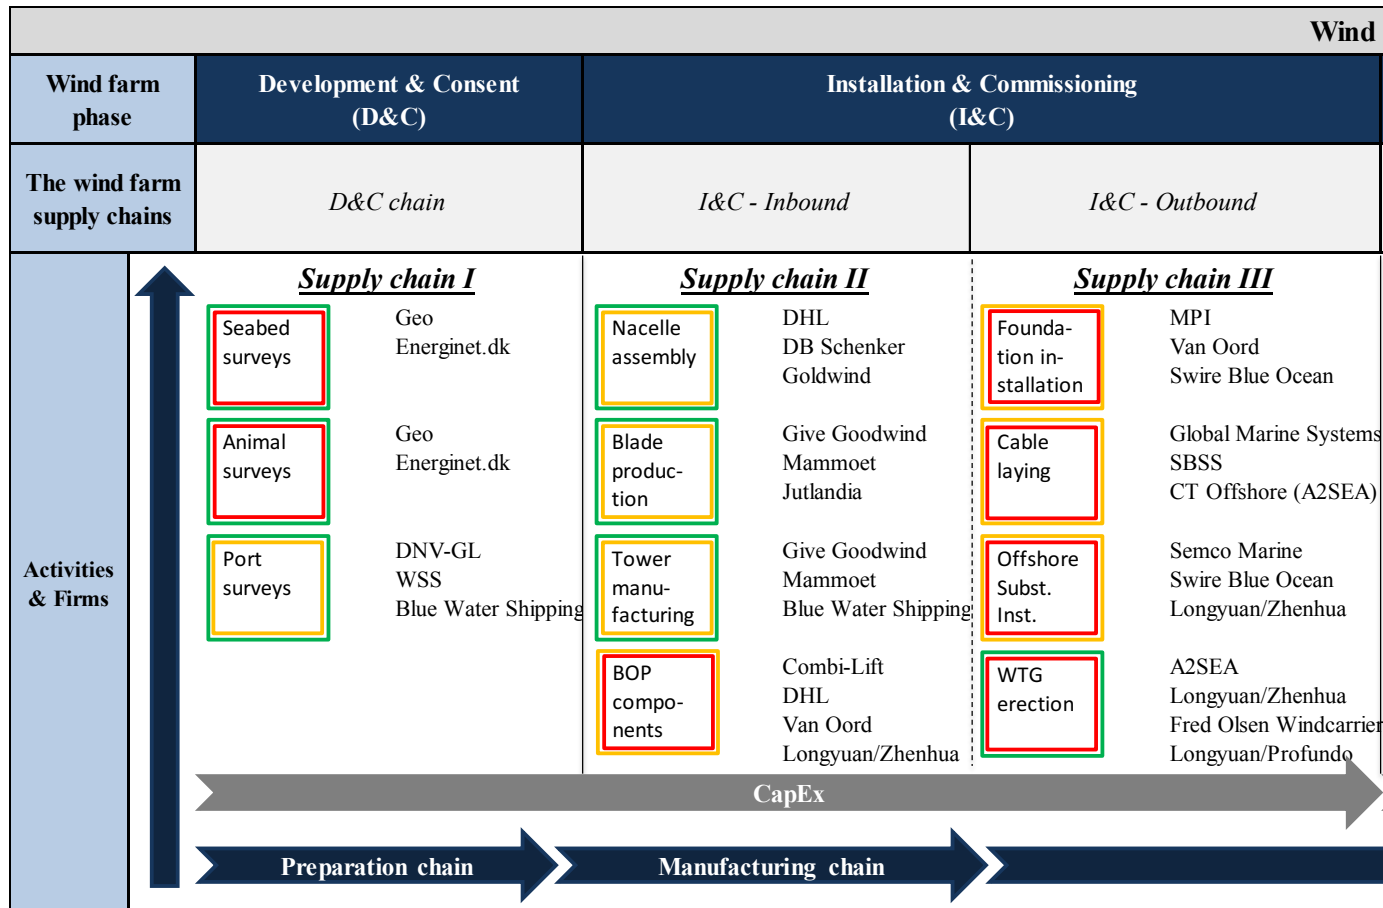 Wind
Wind farm
phase
Development & Consent
(D&C)
Installation & Commissioning
(I&C)
The wind farm
supply chains
D&C chain
I&C - Inbound
I&C - Outbound
Activities
& Firms
Supply chain I
Seabed
surveys
Geo
Energinet.dk
Animal
surveys
Geo
Energinet.dk
Port
surveys
DNV-GL
WSS
Blue Water Shipping
Supply chain II
Nacelle
assembly
DHL
DB Schenker
Goldwind
Blade
produc-
tion
Give Goodwind
Mammoet
Jutlandia
Tower
manu-
facturing
Give Goodwind
Mammoet
Blue Water Shipping
BOP
compo-
nents
Combi-Lift
DHL
Van Oord
Longyuan/Zhenhua
Supply chain III
Founda-
tion in-
stallation
MPI
Van Oord
Swire Blue Ocean
Cable
laying
Global Marine Systems
SBSS
CT Offshore (A2SEA)
Offshore
Subst.
Inst.
Semco Marine
Swire Blue Ocean
Longyuan/Zhenhua
WTG
erection
A2SEA
Longyuan/Zhenhua
Fred Olsen Windcarrier
Longyuan/Profundo
CapEx
Preparation chain
Manufacturing chain